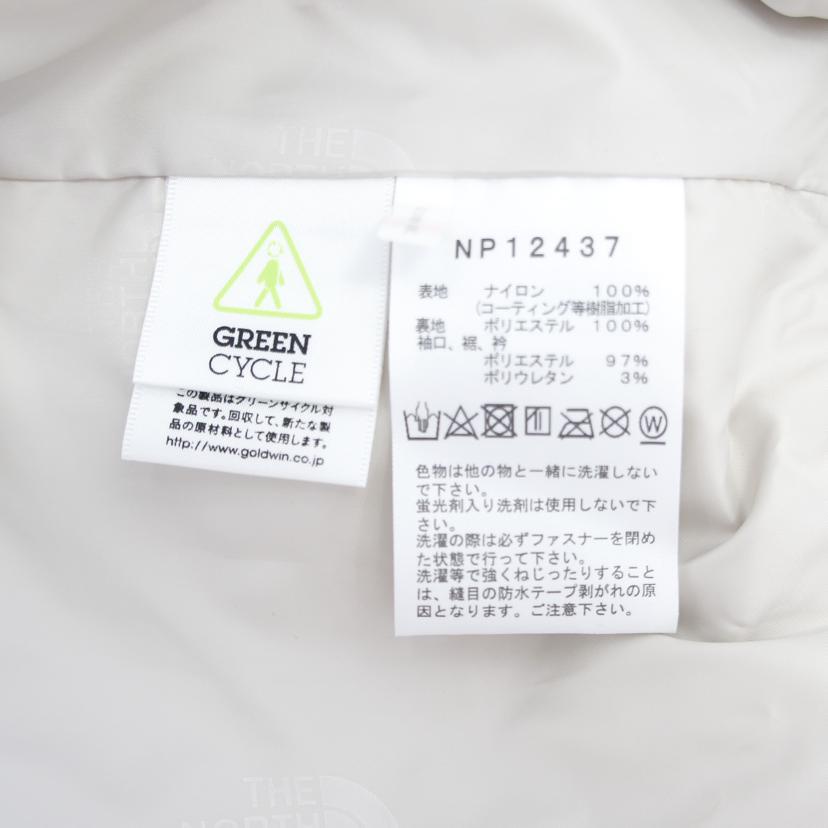 THE
NORTH
GREEN
CYCLE
この製品はグリーンサイクル対
象品です。回収して、新たな製
品の原材料として使用します。
http://www.goldwin.co.jp
NP12437
表地 ナイロン 100%
(コーティング等樹脂加工)
裏地 ポリエステル 100%
袖口、裾、衿
ポリエステル 97%
ポリウレタン 3%
W
色物は他の物と一緒に洗濯しない
で下さい。
蛍光剤入り洗剤は使用しないで下
さい。
洗濯の際は必ずファスナーを閉め
た状態で行って下さい。
洗濯等で強くねじったりすること
は、縫目の防水テープ剥がれの原
因となります。ご注意下さい。
THE
NORTH